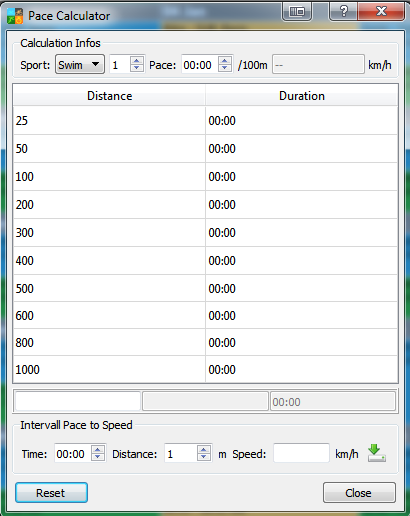 Pace Calculator
Calculation Infos
Sport: Swim 1 Pace: 00:00 /100m -- km/h
Distance Duration
25 00:00
50 00:00
100 00:00
200 00:00
300 00:00
400 00:00
500 00:00
600 00:00
800 00:00
1000 00:00
00:00
Intervall Pace to Speed
Time: 00:00 Distance: 1 m Speed: km/h
Reset Close